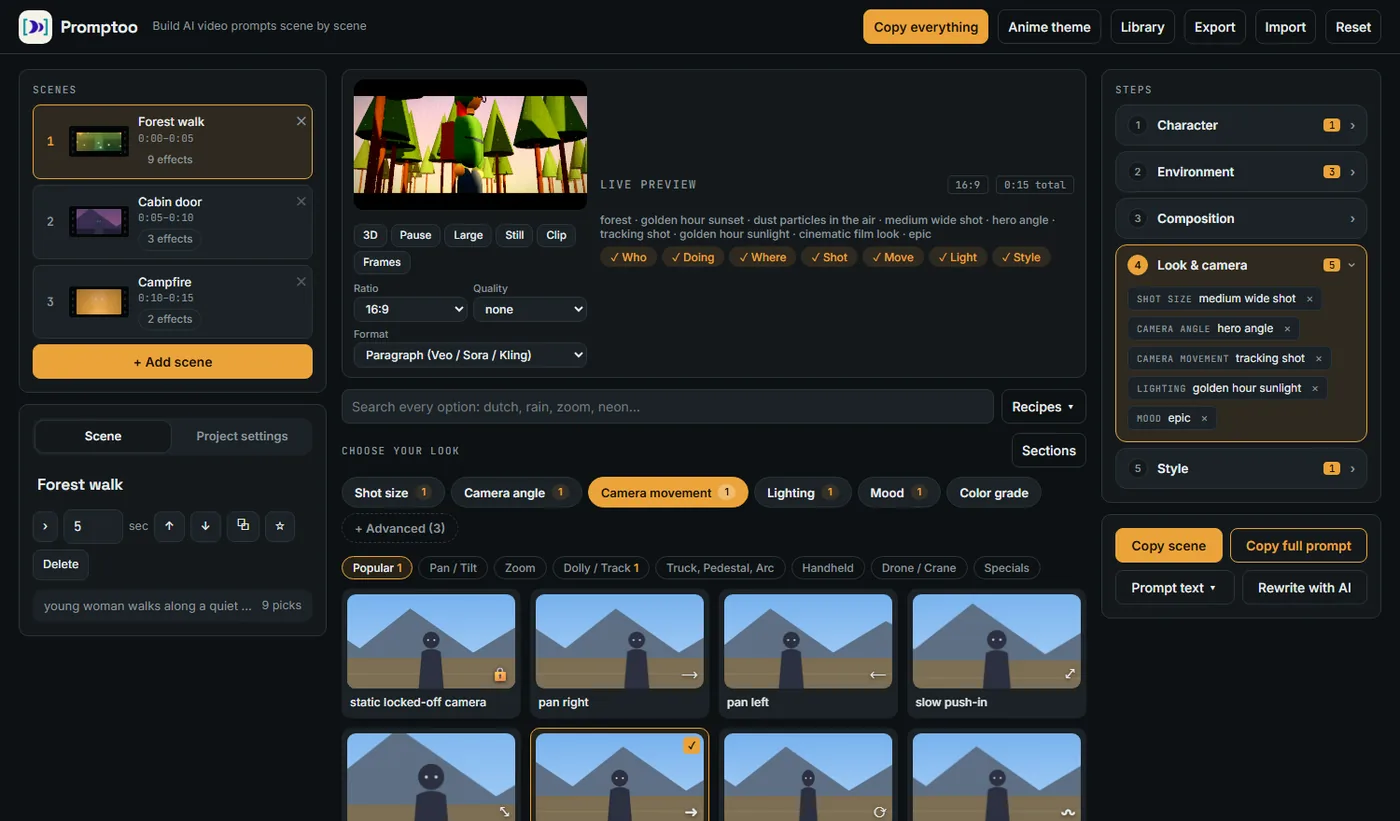 Promptoo
Build AI video prompts scene by scene
Copy everything
Anime theme
Library
Export
Import
Reset
SCENES
1
Forest walk
0:00–0:05
9 effects
2
Cabin door
0:05–0:10
3 effects
3
Campfire
0:10–0:15
2 effects
+ Add scene
Scene
Project settings
Forest walk
5
sec
Delete
young woman walks along a quiet ...
9 picks
3D
Pause
Large
Still
Clip
Frames
Ratio
16:9
Quality
none
Format
Paragraph (Veo / Sora / Kling)
LIVE PREVIEW
16:9
0:15 total
forest · golden hour sunset · dust particles in the air · medium wide shot · hero angle ·
tracking shot · golden hour sunlight · cinematic film look · epic
✓ Who
✓ Doing
✓ Where
✓ Shot
✓ Move
✓ Light
✓ Style
Search every option: dutch, rain, zoom, neon...
Recipes ▾
CHOOSE YOUR LOOK
Sections
Shot size 1
Camera angle 1
Camera movement 1
Lighting 1
Mood 1
Color grade
+ Advanced (3)
Popular 1
Pan / Tilt
Zoom
Dolly / Track 1
Truck, Pedestal, Arc
Handheld
Drone / Crane
Specials
static locked-off camera
pan right
pan left
slow push-in
STEPS
1
Character
1
2
Environment
3
3
Composition
4
Look & camera
5
SHOT SIZE medium wide shot ×
CAMERA ANGLE hero angle ×
CAMERA MOVEMENT tracking shot ×
LIGHTING golden hour sunlight ×
MOOD epic ×
5
Style
1
Copy scene
Copy full prompt
Prompt text ▾
Rewrite with AI